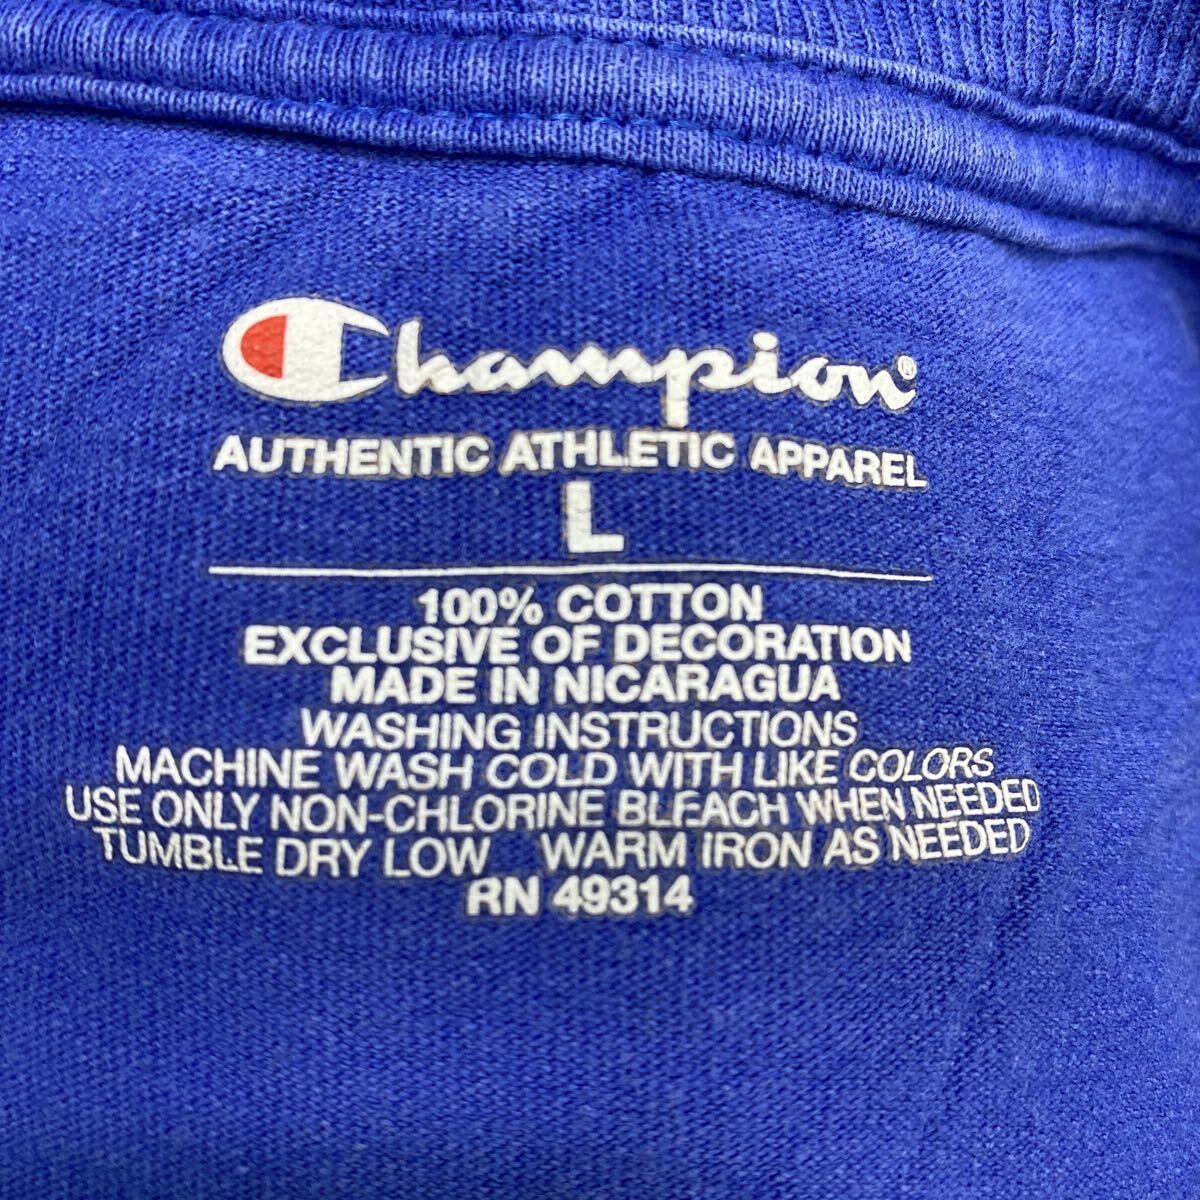 Champion®
AUTHENTIC ATHLETIC APPAREL
L
100% COTTON
EXCLUSIVE OF DECORATION
MADE IN NICARAGUA
WASHING INSTRUCTIONS
MACHINE WASH COLD WITH LIKE COLORS
USE ONLY NON-CHLORINE BLEACH WHEN NEEDED
TUMBLE DRY LOW WARM IRON AS NEEDED
RN 49314